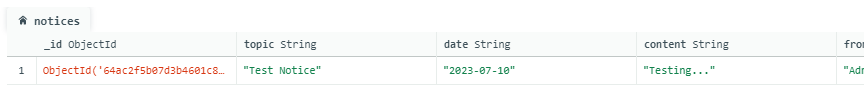 notices
_id ObjectId topic String date String content String
1 ObjectId('64ac2f5b07d3b4601c8… "Test Notice" "2023-07-10" "Testing..."